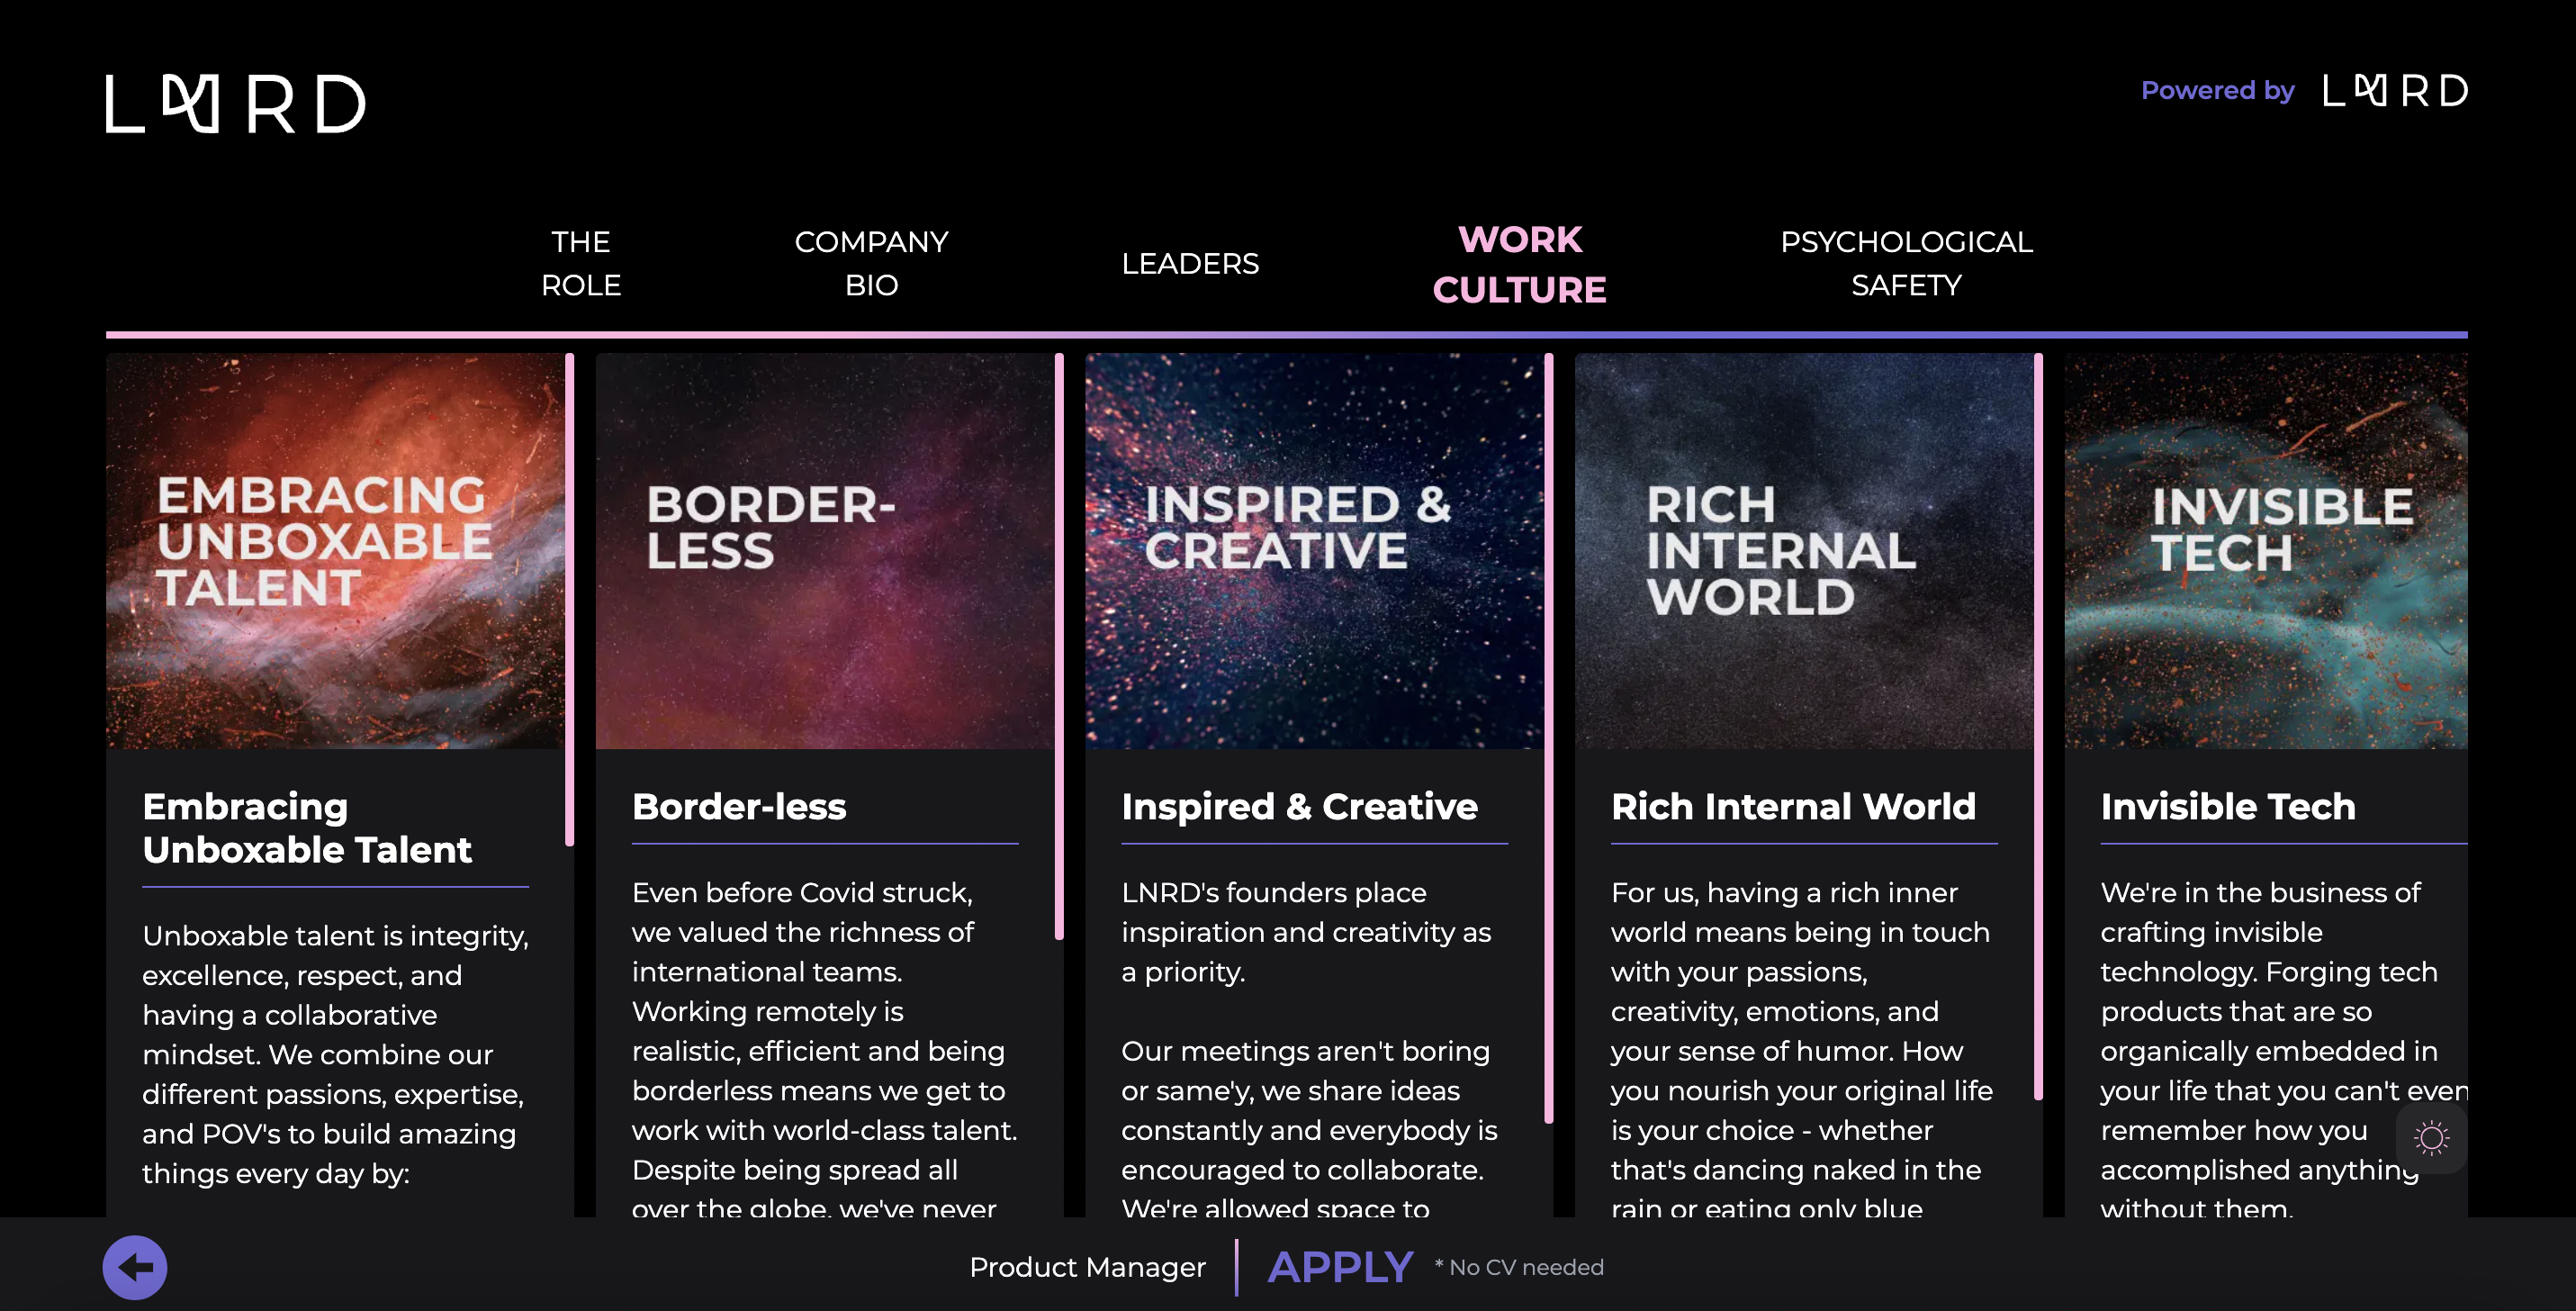 LNRD
Powered by LNRD
THE
ROLE
COMPANY
BIO
LEADERS
WORK
CULTURE
PSYCHOLOGICAL
SAFETY
EMBRACING
UNBOXABLE
TALENT
Embracing
Unboxable Talent
Unboxable talent is integrity,
excellence, respect, and
having a collaborative
mindset. We combine our
different passions, expertise,
and POV's to build amazing
things every day by:
BORDER-
LESS
Border-less
Even before Covid struck,
we valued the richness of
international teams.
Working remotely is
realistic, efficient and being
borderless means we get to
work with world-class talent.
Despite being spread all
over the globe, we've never
INSPIRED &
CREATIVE
Inspired & Creative
LNRD's founders place
inspiration and creativity as
a priority.
Our meetings aren't boring
or same'y, we share ideas
constantly and everybody is
encouraged to collaborate.
We're allowed space to
RICH
INTERNAL
WORLD
Rich Internal World
For us, having a rich inner
world means being in touch
with your passions,
creativity, emotions, and
your sense of humor. How
you nourish your original life
is your choice - whether
that's dancing naked in the
rain or eating only blue
INVISIBLE
TECH
Invisible Tech
We're in the business of
crafting invisible
technology. Forging tech
products that are so
organically embedded in
your life that you can't even
remember how you
accomplished anything
without them.
Product Manager
APPLY
* No CV needed